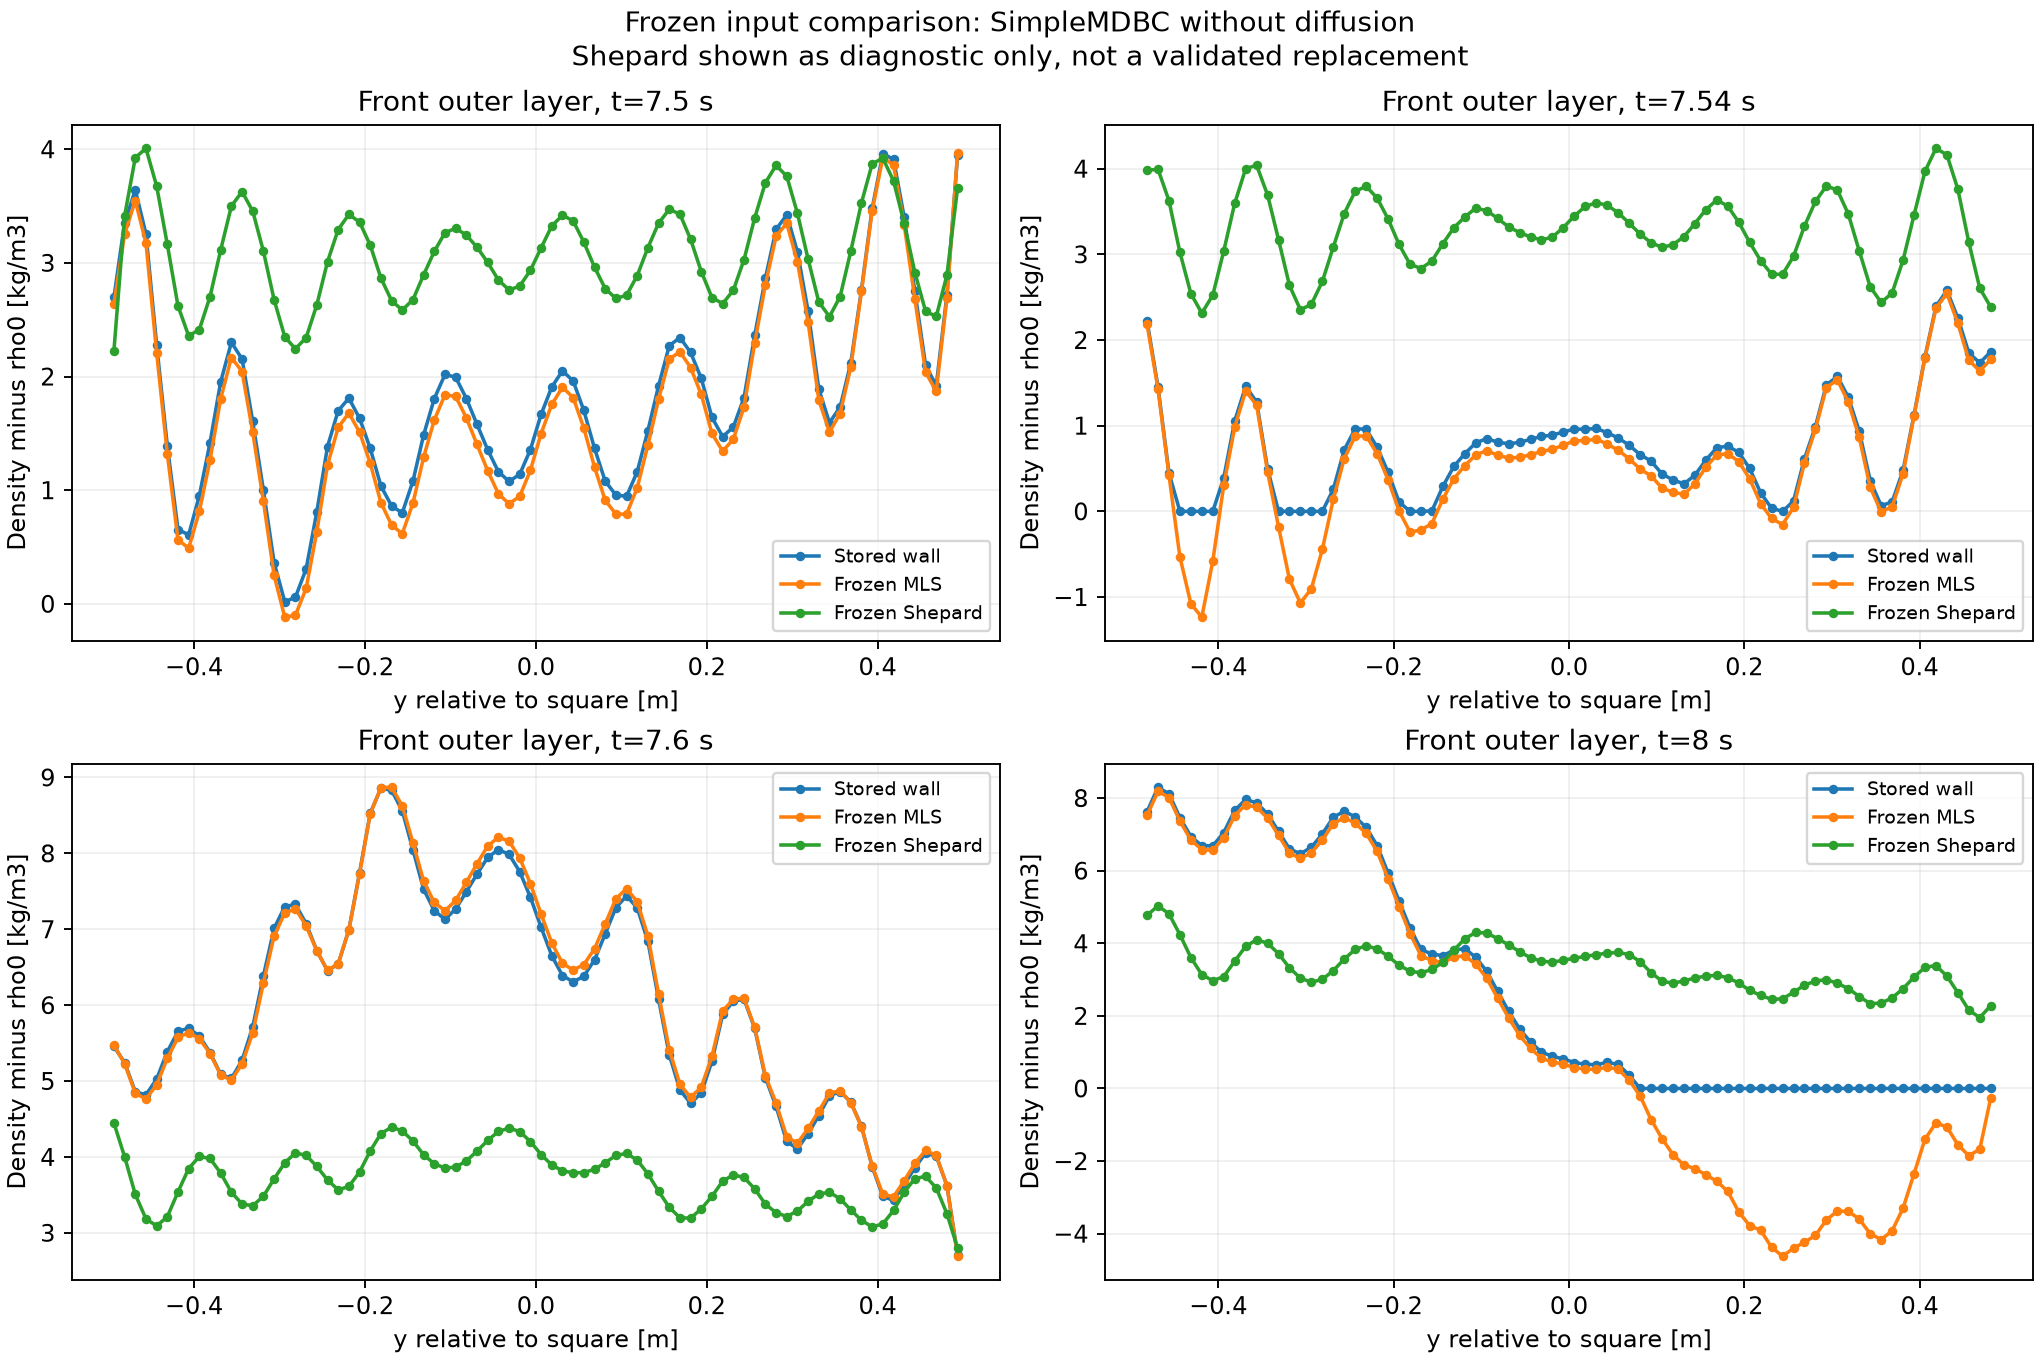 Frozen input comparison: SimpleMDBC without diffusion
Shepard shown as diagnostic only, not a validated replacement
Front outer layer, t=7.5 s
Density minus rho0 [kg/m3]
4
3
2
1
0
−0.4
−0.2
0.0
0.2
0.4
y relative to square [m]
Stored wall
Frozen MLS
Frozen Shepard
Front outer layer, t=7.54 s
Density minus rho0 [kg/m3]
4
3
2
1
0
−1
−0.4
−0.2
0.0
0.2
0.4
y relative to square [m]
Stored wall
Frozen MLS
Frozen Shepard
Front outer layer, t=7.6 s
Density minus rho0 [kg/m3]
9
8
7
6
5
4
3
−0.4
−0.2
0.0
0.2
0.4
y relative to square [m]
Stored wall
Frozen MLS
Frozen Shepard
Front outer layer, t=8 s
Density minus rho0 [kg/m3]
8
6
4
2
0
−2
−4
−0.4
−0.2
0.0
0.2
0.4
y relative to square [m]
Stored wall
Frozen MLS
Frozen Shepard